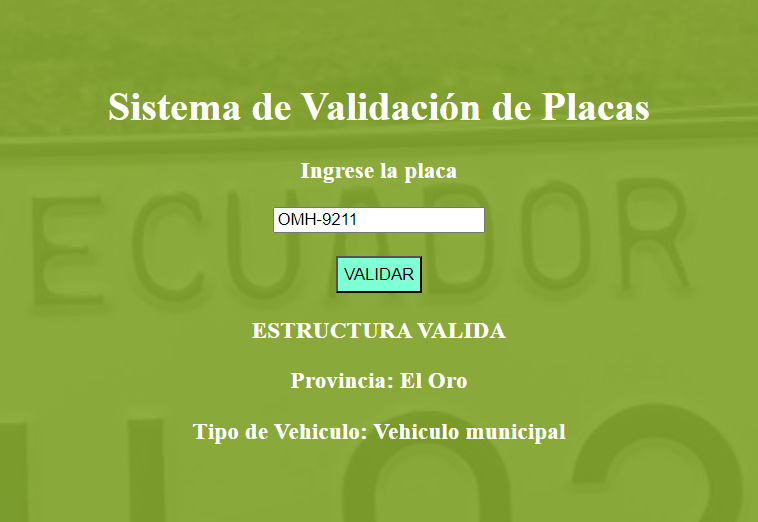 Sistema de Validación de Placas
Ingrese la placa
ECUADOR
OMH-9211
VALIDAR
ESTRUCTURA VALIDA
Provincia: El Oro
Tipo de Vehiculo: Vehiculo municipal